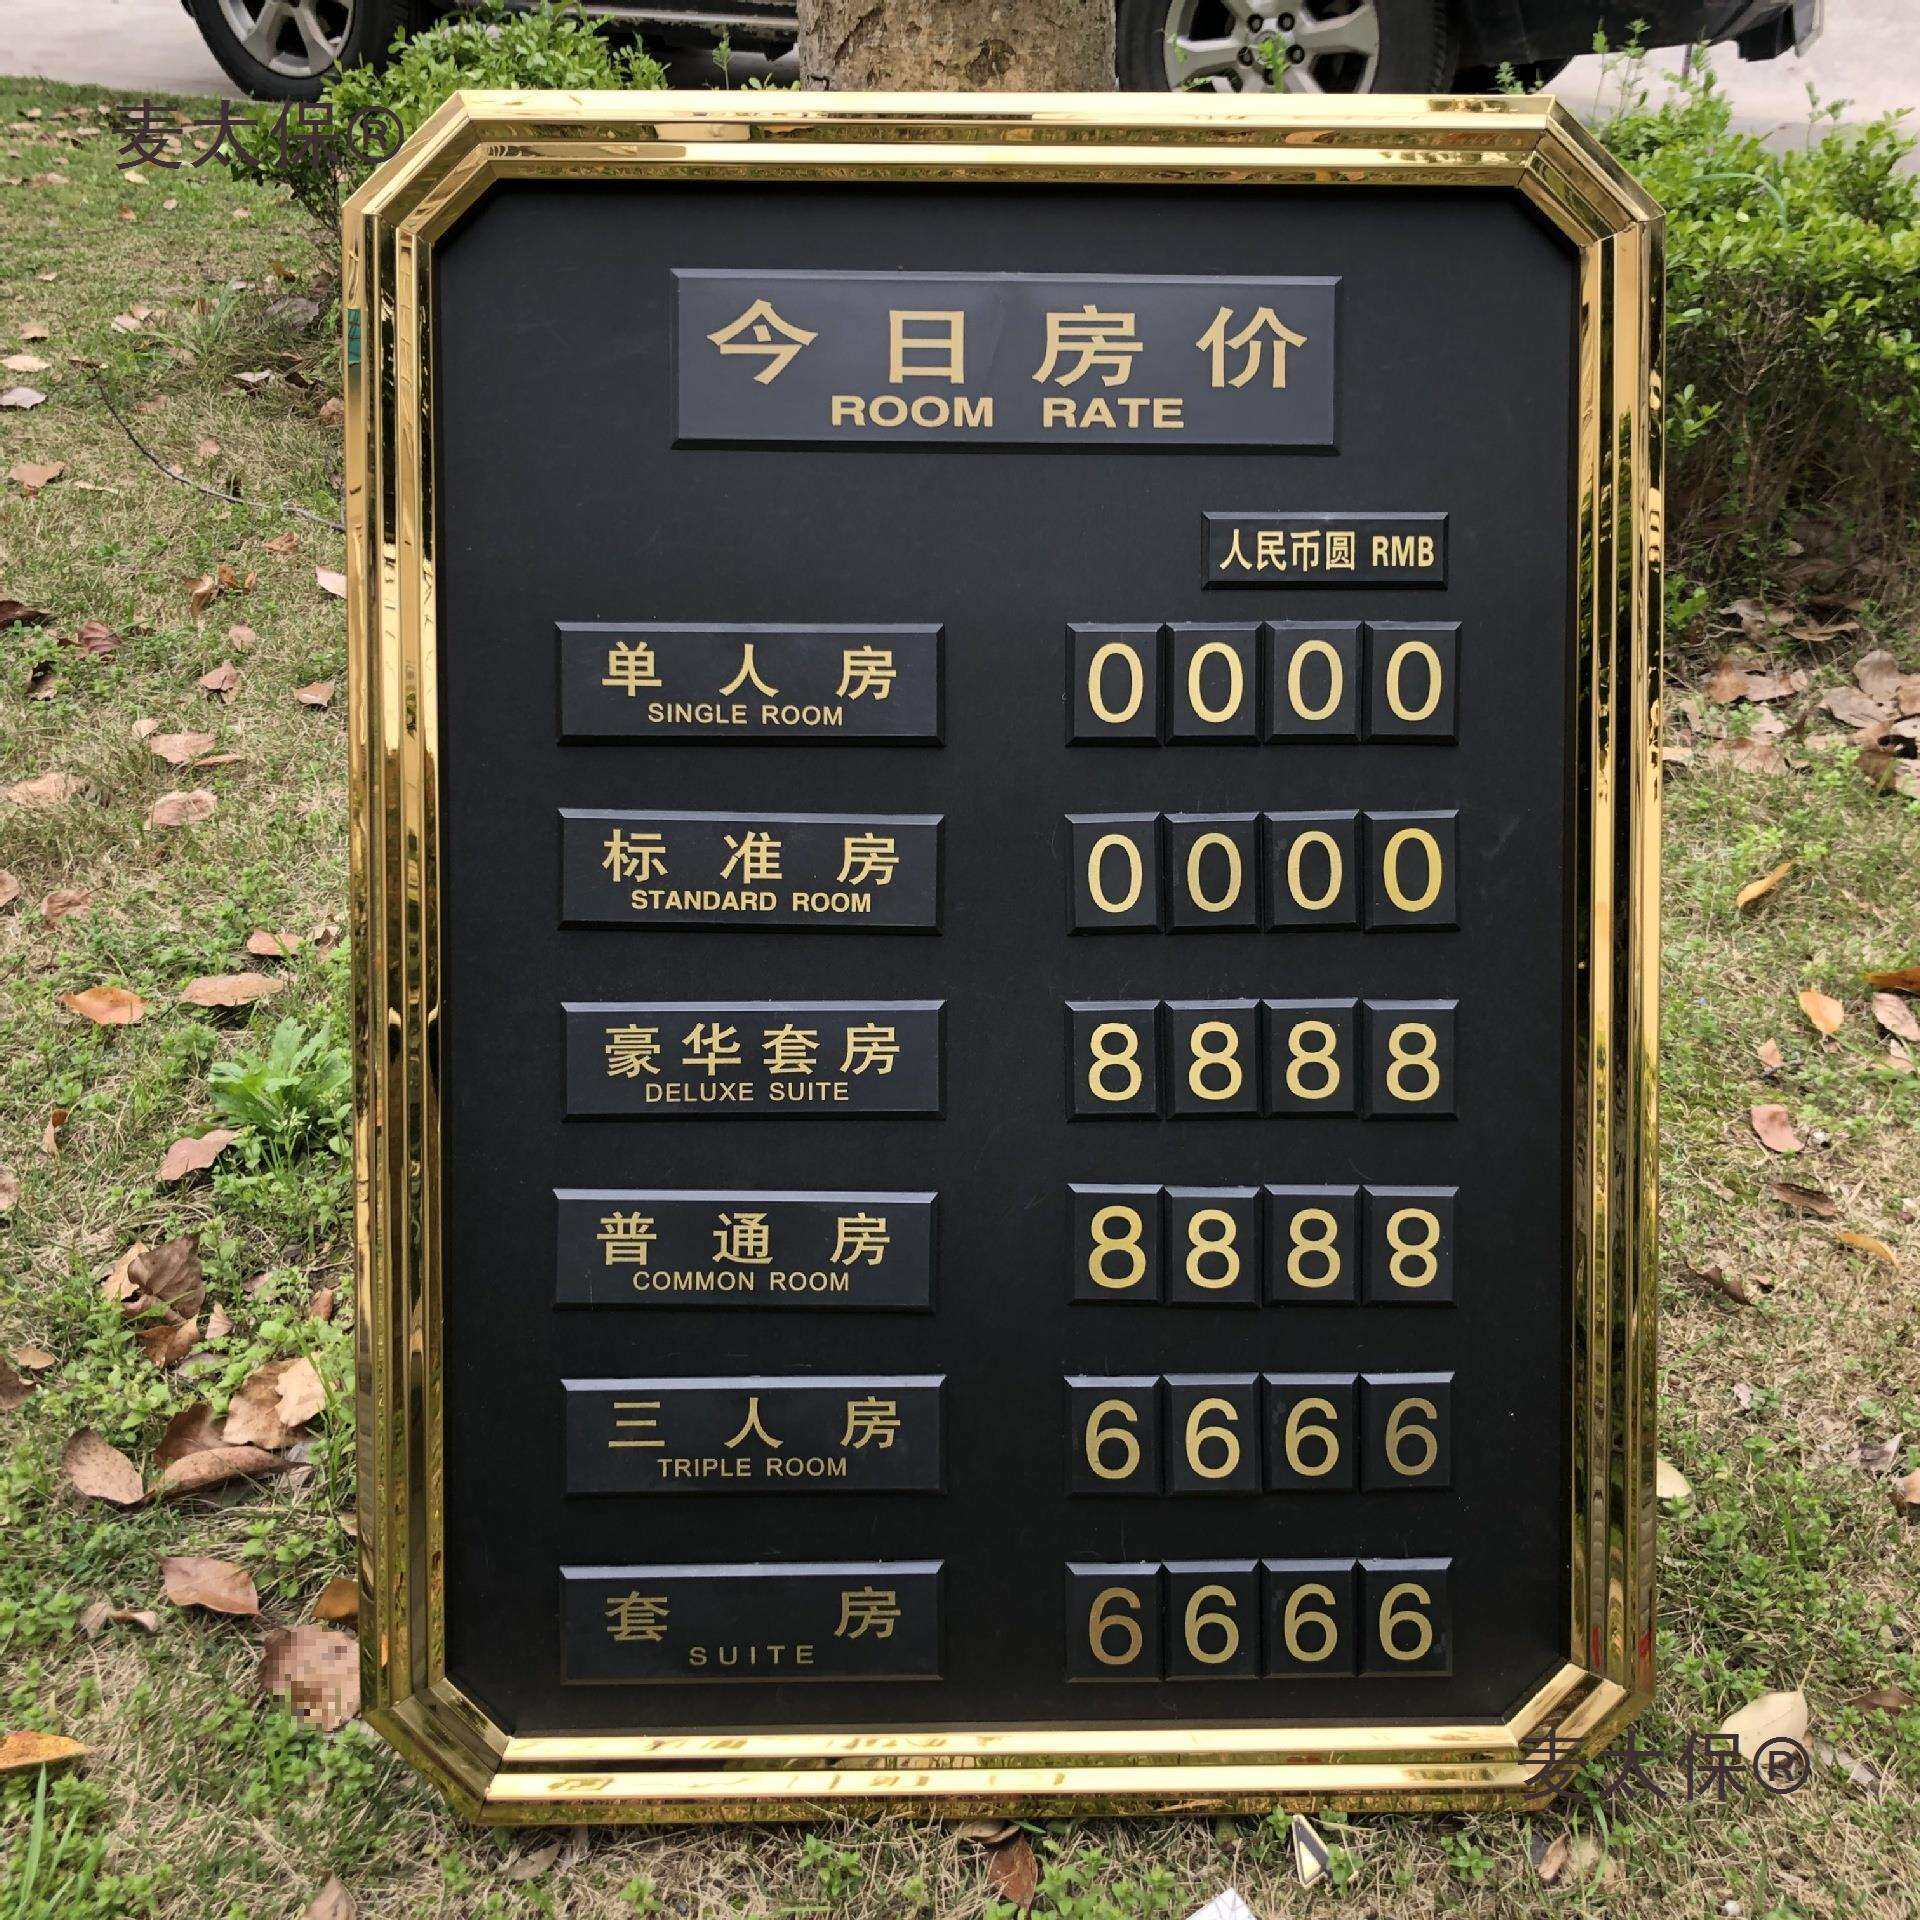 麦太保®
今日房价
ROOM RATE
人民币圆 RMB
单人房 0000
SINGLE ROOM
标准房 0000
STANDARD ROOM
豪华套房 8888
DELUXE SUITE
普通房 8888
COMMON ROOM
三人房 6666
TRIPLE ROOM
套房 6666
SUITE
麦太保®